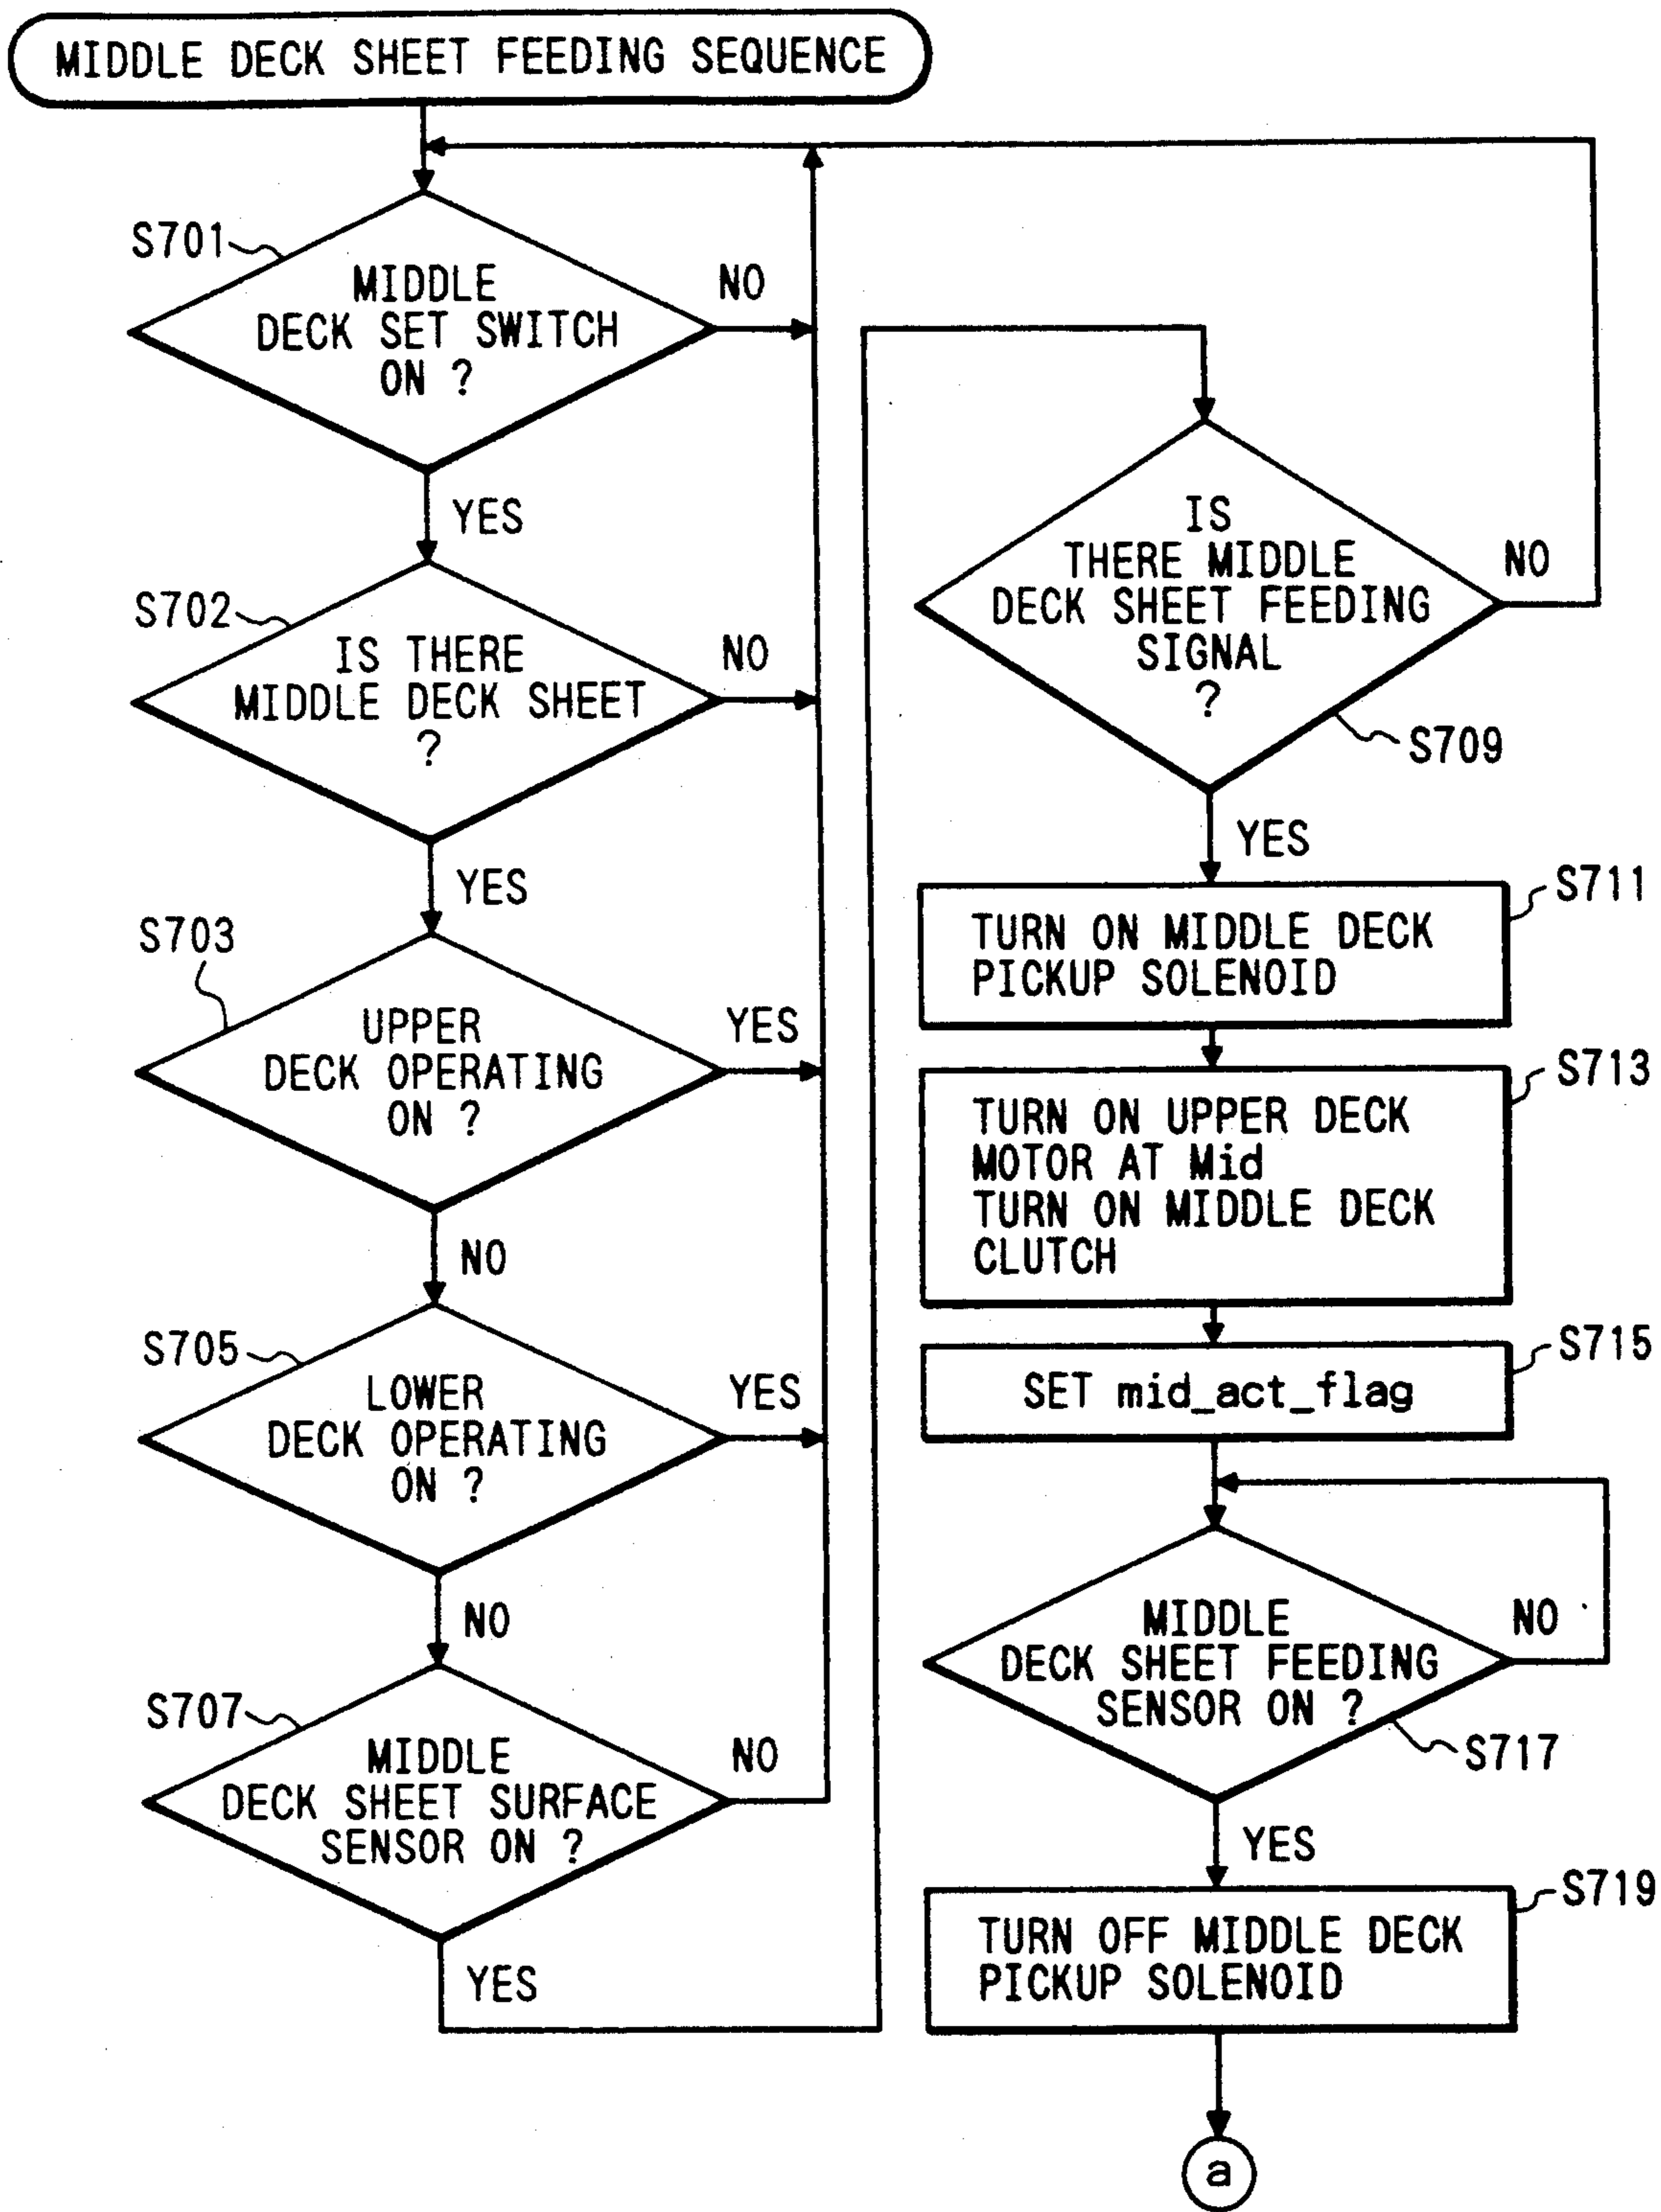 MIDDLE DECK SHEET FEEDING SEQUENCE
S701
MIDDLE
DECK SET SWITCH
ON ?
NO
YES
S702
IS THERE
MIDDLE DECK SHEET
?
NO
YES
S703
UPPER
DECK OPERATING
ON ?
YES
NO
S705
LOWER
DECK OPERATING
ON ?
YES
NO
S707
MIDDLE
DECK SHEET SURFACE
SENSOR ON ?
NO
YES
IS
THERE MIDDLE
DECK SHEET FEEDING
SIGNAL
?
NO
S709
YES
S711
TURN ON MIDDLE DECK
PICKUP SOLENOID
S713
TURN ON UPPER DECK
MOTOR AT Mid
TURN ON MIDDLE DECK
CLUTCH
S715
SET mid_act_flag
MIDDLE
DECK SHEET FEEDING
SENSOR ON ?
NO
S717
YES
S719
TURN OFF MIDDLE DECK
PICKUP SOLENOID
a